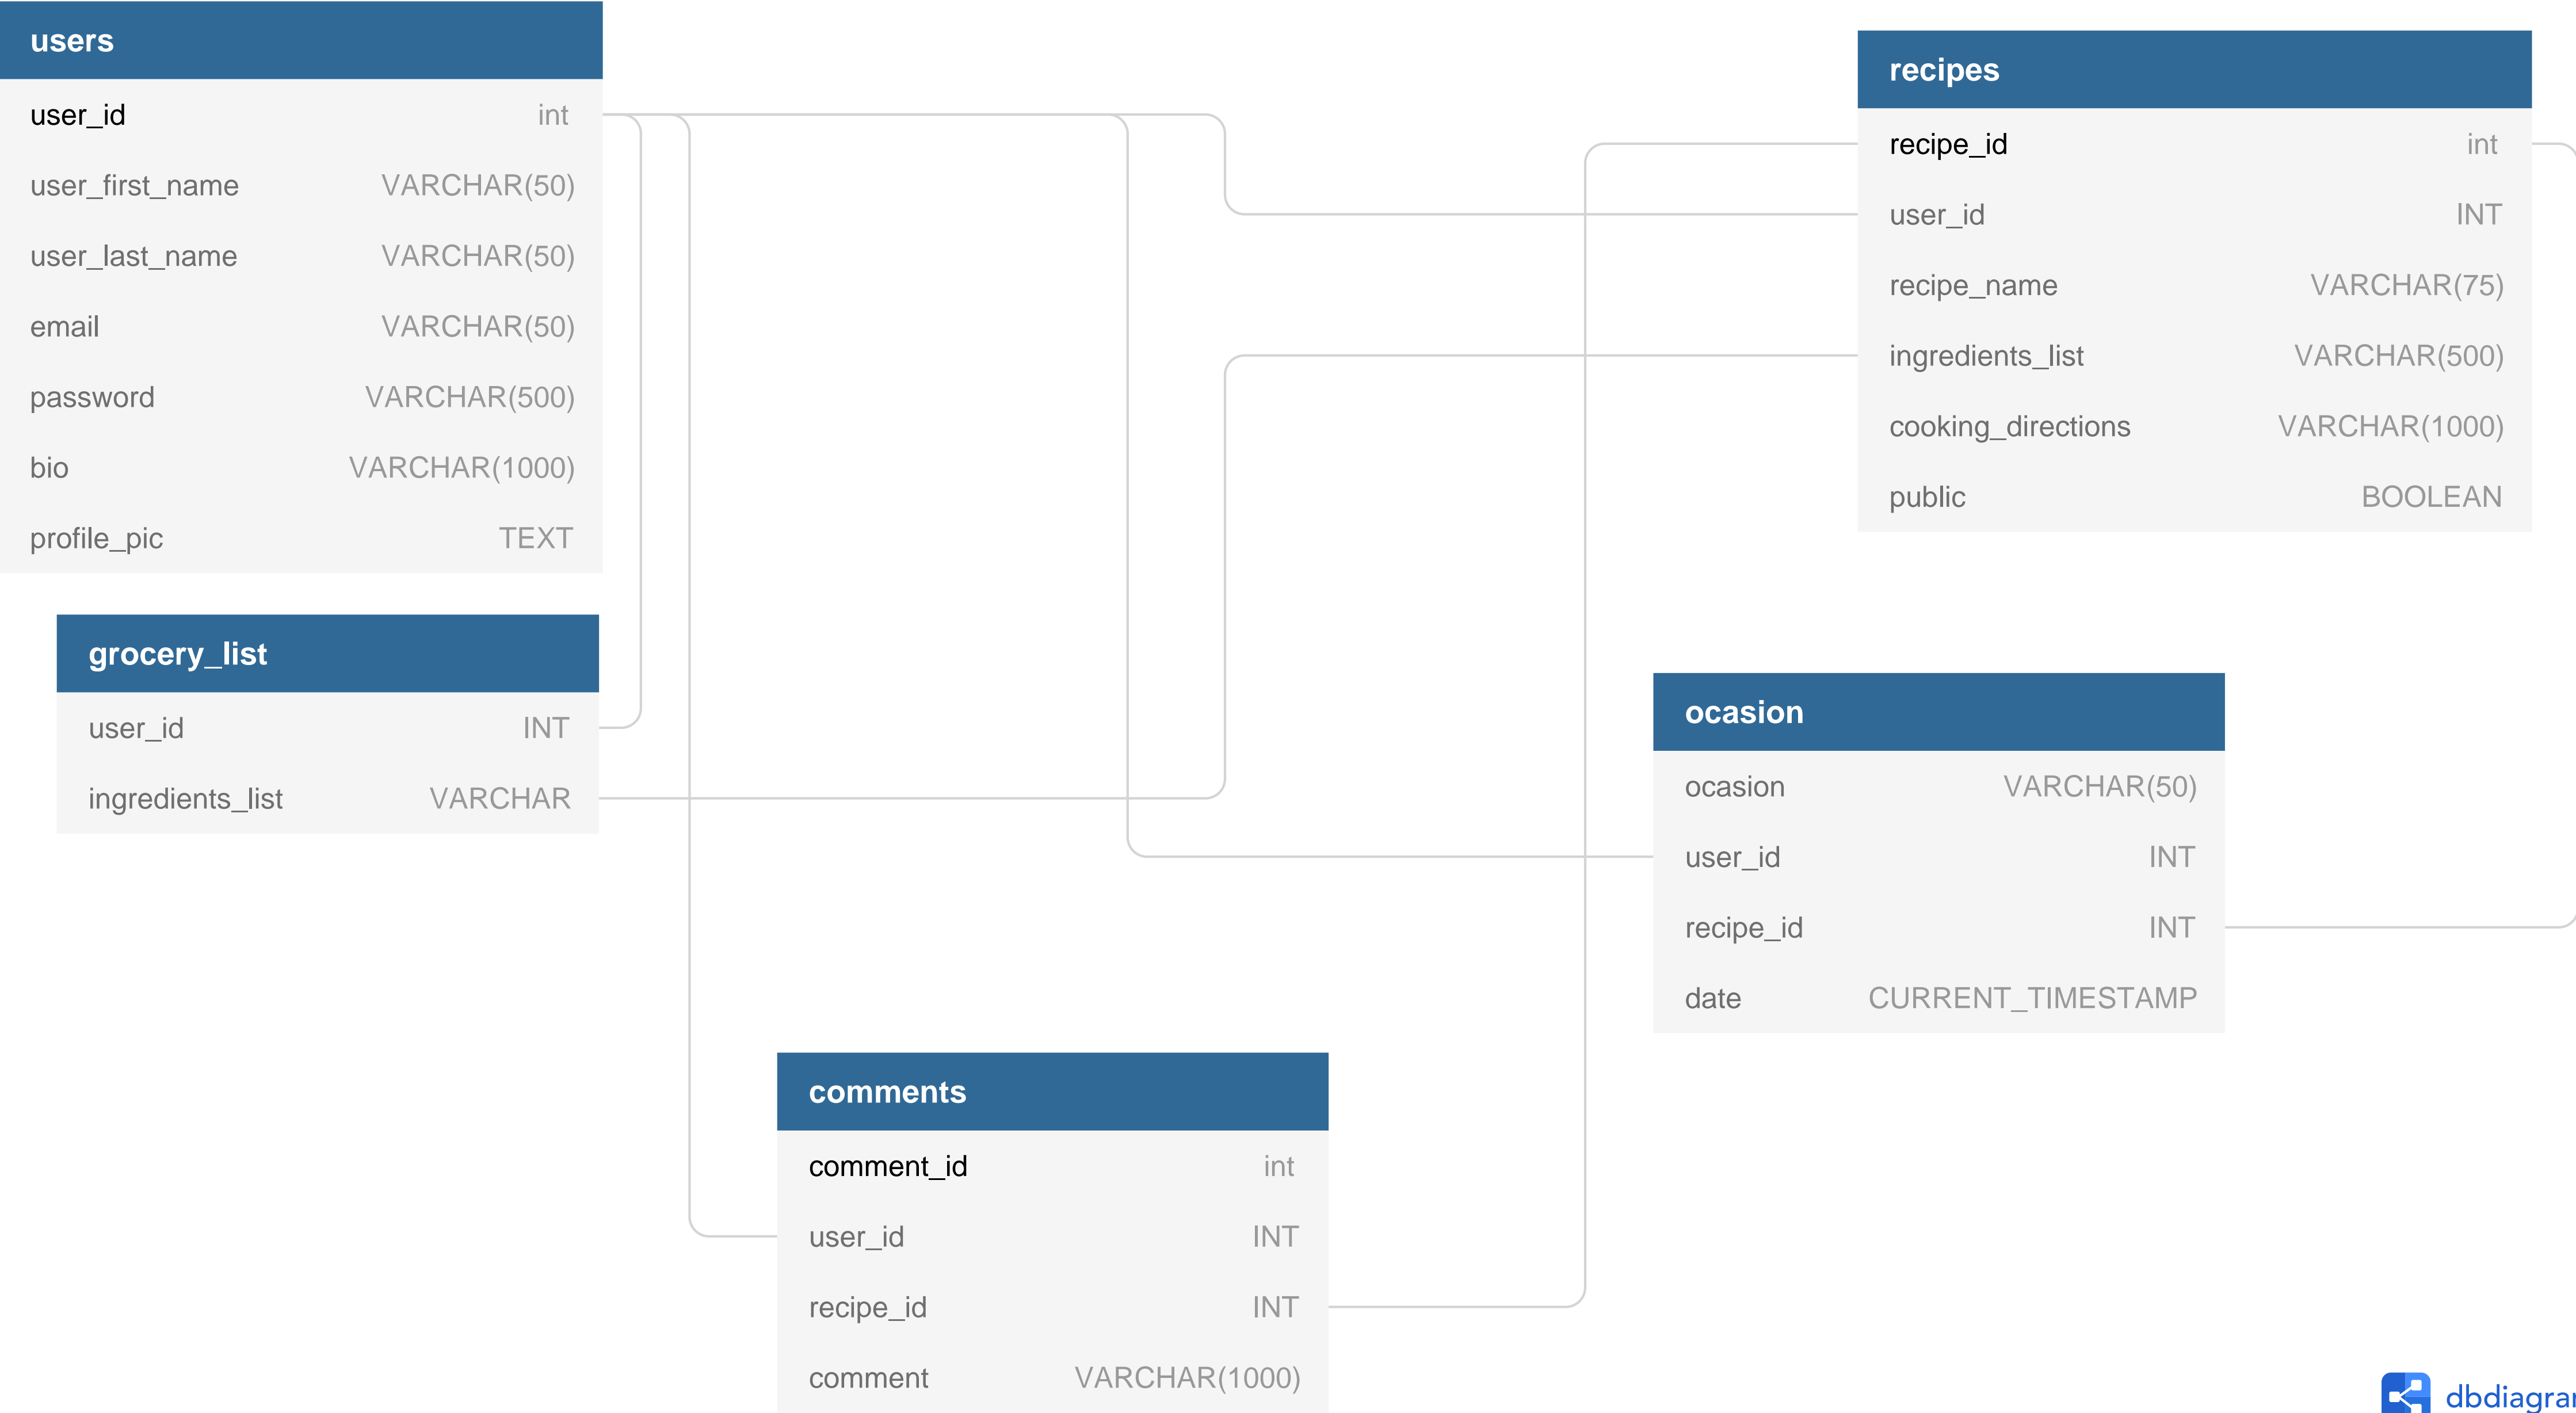 users
user_id int
user_first_name VARCHAR(50)
user_last_name VARCHAR(50)
email VARCHAR(50)
password VARCHAR(500)
bio VARCHAR(1000)
profile_pic TEXT
recipes
recipe_id int
user_id INT
recipe_name VARCHAR(75)
ingredients_list VARCHAR(500)
cooking_directions VARCHAR(1000)
public BOOLEAN
grocery_list
user_id INT
ingredients_list VARCHAR
ocasion
ocasion VARCHAR(50)
user_id INT
recipe_id INT
date CURRENT_TIMESTAMP
comments
comment_id int
user_id INT
recipe_id INT
comment VARCHAR(1000)